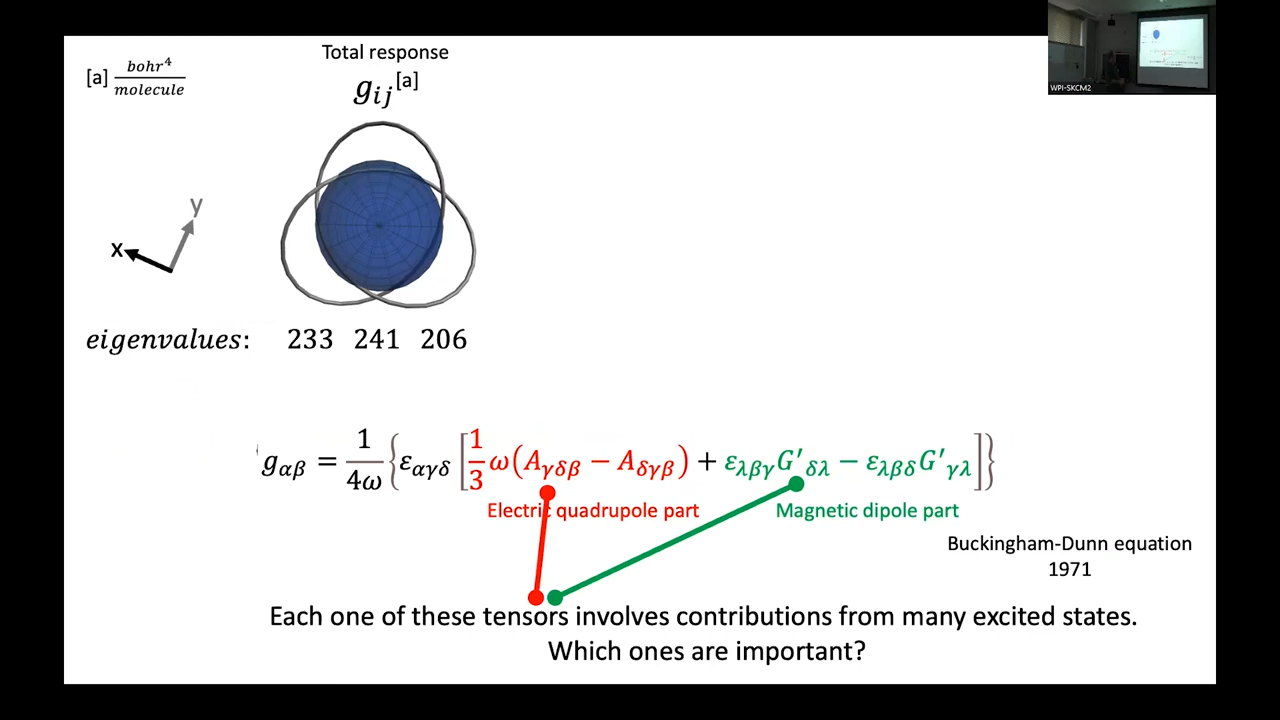 Total response
[a] bohr⁴/molecule
gᵢⱼ[a]
y
x
eigenvalues: 233 241 206
g_αβ = 1/4ω {ε_αγδ [1/3 ω(A_γδβ − A_δγβ) + ε_λβγ G′_δλ − ε_λβδ G′_γλ]}
Electric quadrupole part
Magnetic dipole part
Buckingham-Dunn equation
1971
Each one of these tensors involves contributions from many excited states.
Which ones are important?
WPI-SKCM2